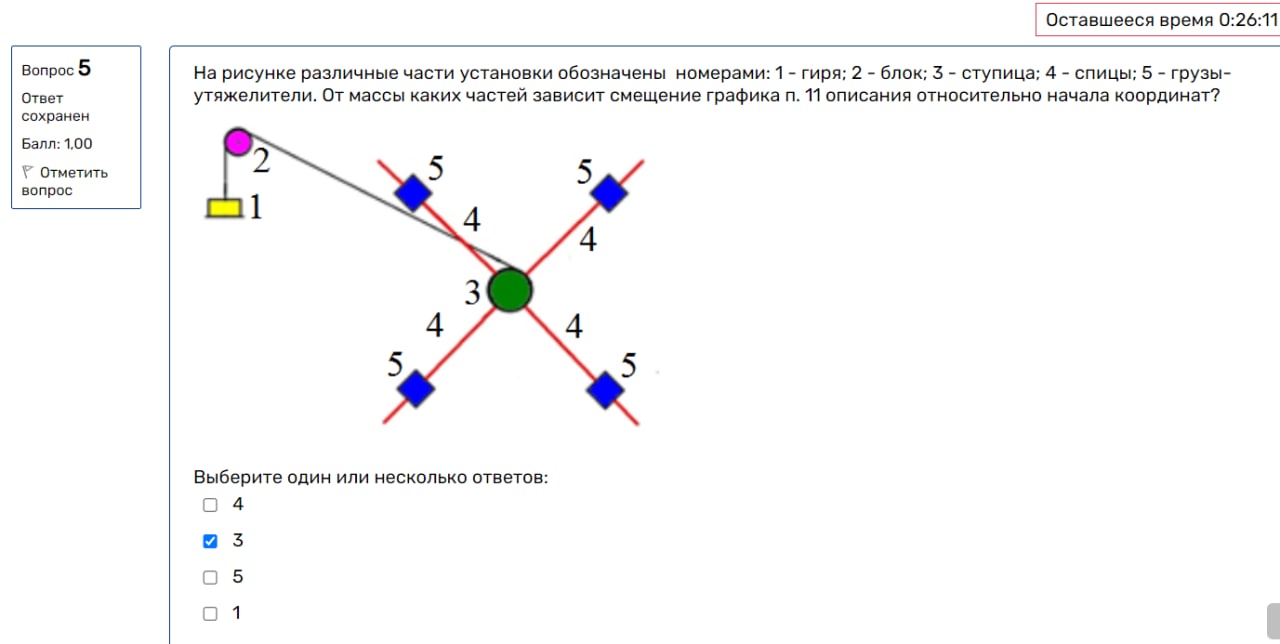 Оставшееся время 0:26:11
Вопрос 5
Ответ
сохранен
Балл: 1,00
Отметить
вопрос
На рисунке различные части установки обозначены номерами: 1 - гиря; 2 - блок; 3 - ступица; 4 - спицы; 5 - грузы-
утяжелители. От массы каких частей зависит смещение графика п. 11 описания относительно начала координат?
2
5
5
1
4
4
3
4
4
5
5
Выберите один или несколько ответов:
4
3
5
1